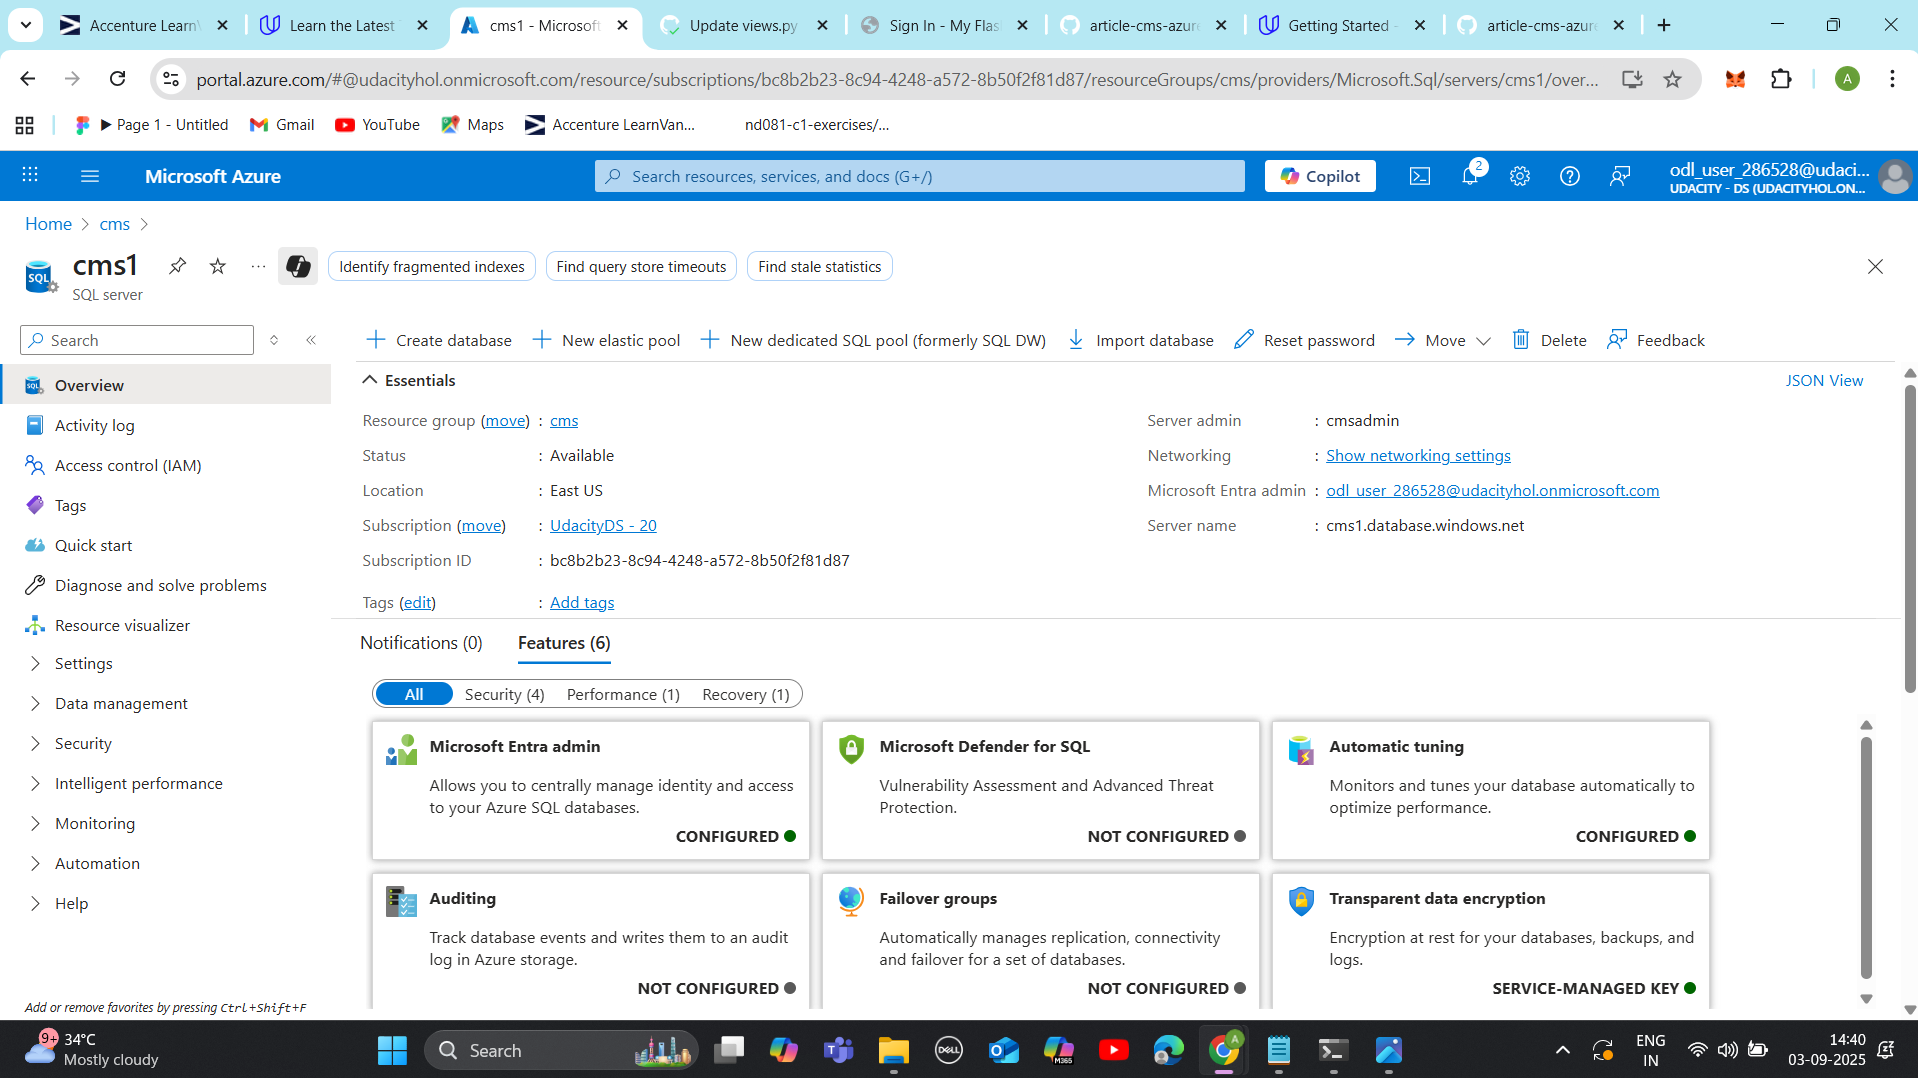 Accenture LearnV
Learn the Latest
cms1 - Microsoft
Update views.py
Sign In - My Flas
article-cms-azure
Getting Started -
article-cms-azure
portal.azure.com/#@udacityhol.onmicrosoft.com/resource/subscriptions/bc8b2b23-8c94-4248-a572-8b50f2f81d87/resourceGroups/cms/providers/Microsoft.Sql/servers/cms1/over...
A
▶ Page 1 - Untitled
Gmail
YouTube
Maps
Accenture LearnVan...
nd081-c1-exercises/...
Microsoft Azure
Search resources, services, and docs (G+/)
Copilot
2
odl_user_286528@udaci...
UDACITY - DS (UDACITYHOL.ON...
Home > cms >
cms1
SQL server
Identify fragmented indexes
Find query store timeouts
Find stale statistics
Search
Create database
New elastic pool
New dedicated SQL pool (formerly SQL DW)
Import database
Reset password
Move
Delete
Feedback
Overview
Activity log
Access control (IAM)
Tags
Quick start
Diagnose and solve problems
Resource visualizer
Settings
Data management
Security
Intelligent performance
Monitoring
Automation
Help
Add or remove favorites by pressing Ctrl+Shift+F
Essentials
JSON View
Resource group (move) : cms
Status : Available
Location : East US
Subscription (move) : UdacityDS - 20
Subscription ID : bc8b2b23-8c94-4248-a572-8b50f2f81d87
Tags (edit) : Add tags
Server admin : cmsadmin
Networking : Show networking settings
Microsoft Entra admin : odl_user_286528@udacityhol.onmicrosoft.com
Server name : cms1.database.windows.net
Notifications (0)
Features (6)
All
Security (4)
Performance (1)
Recovery (1)
Microsoft Entra admin
Allows you to centrally manage identity and access
to your Azure SQL databases.
CONFIGURED
Microsoft Defender for SQL
Vulnerability Assessment and Advanced Threat
Protection.
NOT CONFIGURED
Automatic tuning
Monitors and tunes your database automatically to
optimize performance.
CONFIGURED
Auditing
Track database events and writes them to an audit
log in Azure storage.
NOT CONFIGURED
Failover groups
Automatically manages replication, connectivity
and failover for a set of databases.
NOT CONFIGURED
Transparent data encryption
Encryption at rest for your databases, backups, and
logs.
SERVICE-MANAGED KEY
9+
34°C
Mostly cloudy
Search
DELL
M365
A
ENG
IN
14:40
03-09-2025